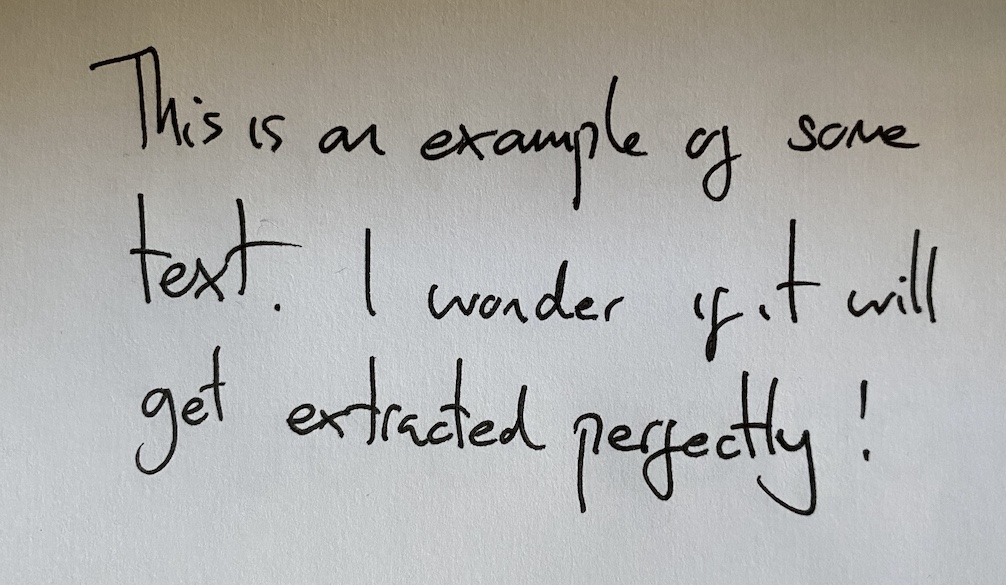 This is an example of some
text. I wonder if it will
get extracted perfectly!